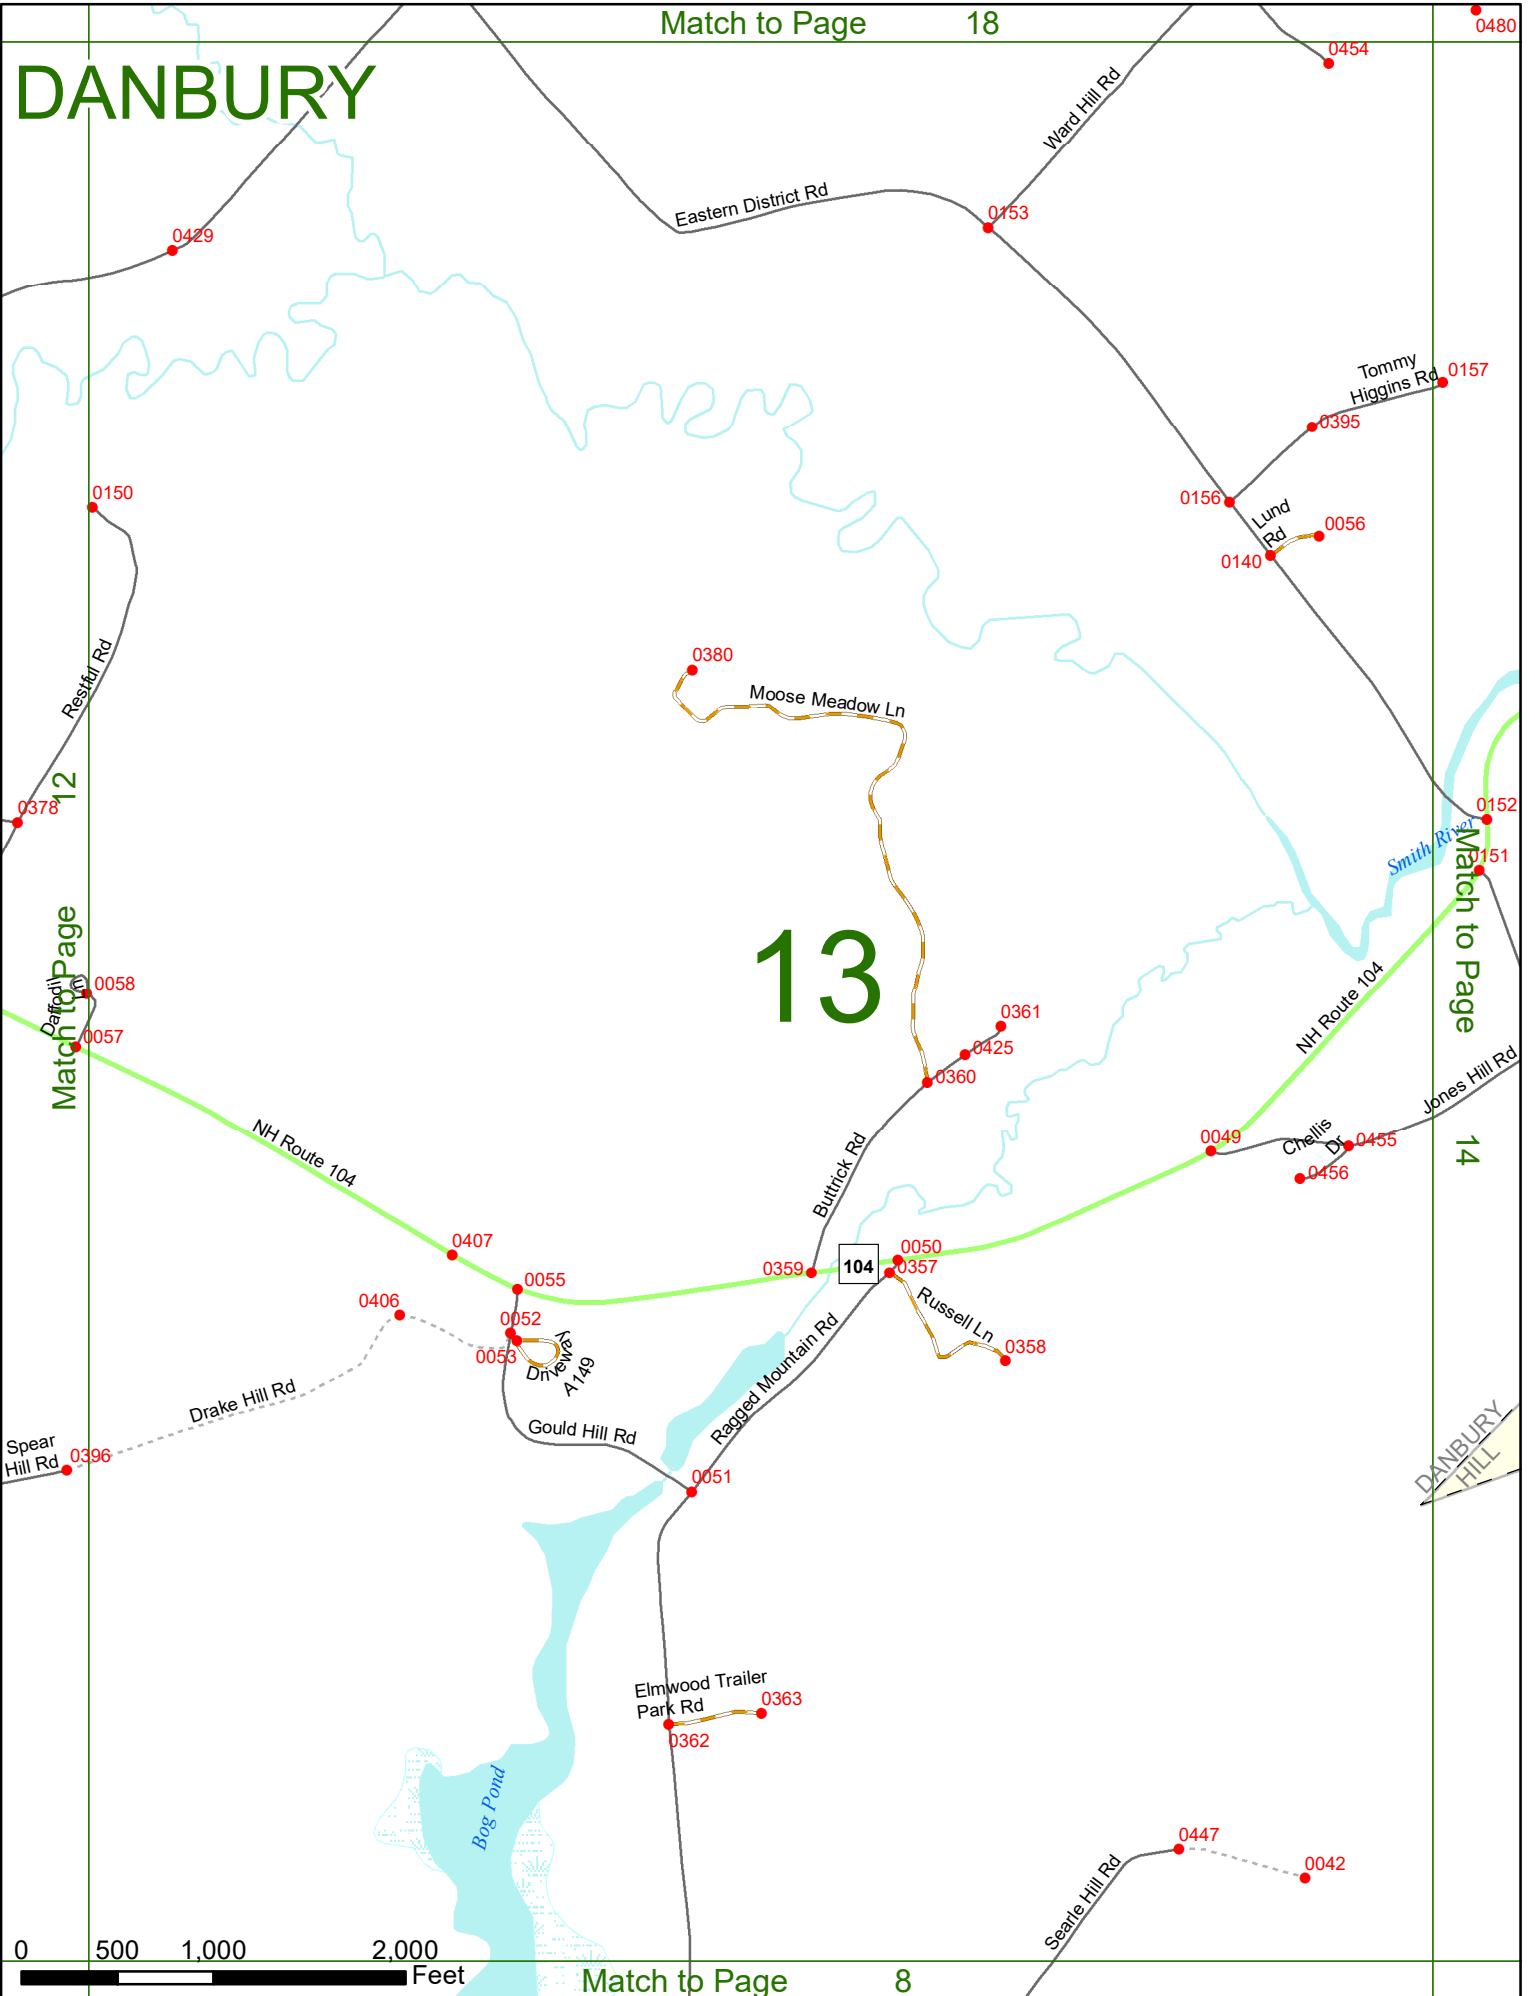 Match to Page 18
0480
0454
DANBURY
Ward Hill Rd
Eastern District Rd
0153
0429
Tommy
Higgins Rd
0157
0395
0150
0156
Lund
Rd
0056
0140
Restful Rd
0380
Moose Meadow Ln
12
Match to Page
0378
0152
Smith River
0151
Match to Page
14
13
Daffodil
Ln
0058
0057
0361
0425
0360
NH Route 104
Jones Hill Rd
NH Route 104
Buttrick Rd
0049
Chellis
Dr
0455
0456
0407
0359
104
0050
0357
0055
0406
0052
0053
Driveway
A149
Russell Ln
0358
Ragged Mountain Rd
Drake Hill Rd
Gould Hill Rd
Spear
Hill Rd
0396
0051
DANBURY
HILL
Elmwood Trailer
Park Rd
0363
0362
Bog Pond
0447
0042
Searle Hill Rd
0 500 1,000 2,000
Feet
Match to Page 8